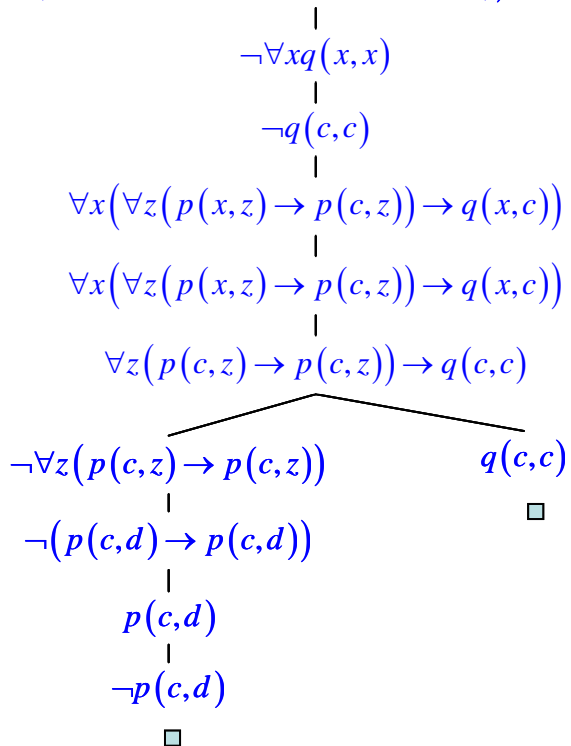 ¬∀xq(x,x)
¬q(c,c)
∀x(∀z(p(x,z)→p(c,z))→q(x,c))
∀x(∀z(p(x,z)→p(c,z))→q(x,c))
∀z(p(c,z)→p(c,z))→q(c,c)
¬∀z(p(c,z)→p(c,z))
q(c,c)
¬(p(c,d)→p(c,d))
p(c,d)
¬p(c,d)